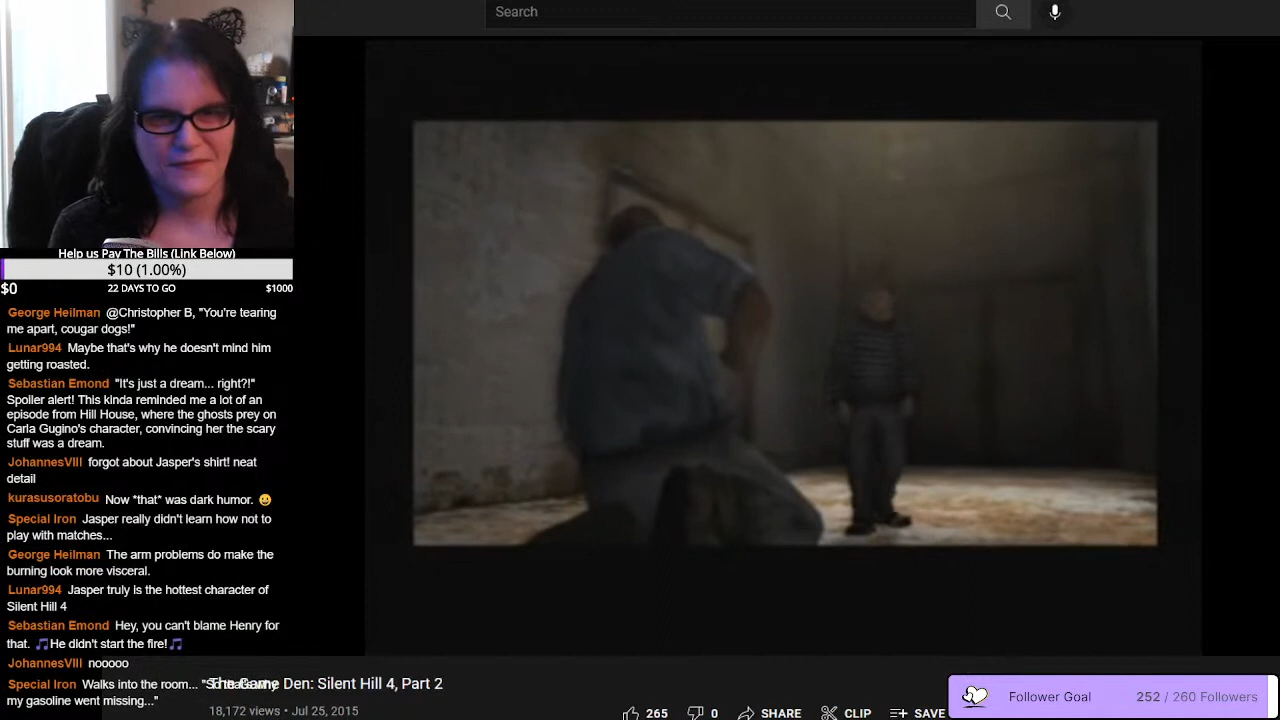 Search
Help us Pay The Bills (Link Below)
$10 (1.00%)
$0 22 DAYS TO GO $1000
George Heilman @Christopher B, "You're tearing
me apart, cougar dogs!"
Lunar994 Maybe that's why he doesn't mind him
getting roasted.
Sebastian Emond "It's just a dream... right?!"
Spoiler alert! This kinda reminded me a lot of an
episode from Hill House, where the ghosts prey on
Carla Gugino's character, convincing her the scary
stuff was a dream.
JohannesVIII forgot about Jasper's shirt! neat
detail
kurasusoratobu Now *that* was dark humor. 😀
Special Iron Jasper really didn't learn how not to
play with matches...
George Heilman The arm problems do make the
burning look more visceral.
Lunar994 Jasper truly is the hottest character of
Silent Hill 4
Sebastian Emond Hey, you can't blame Henry for
that. 🎵He didn't start the fire!🎵
JohannesVIII nooooo
Special Iron Walks into the room... "So that's why
my gasoline went missing..."
The Game Den: Silent Hill 4, Part 2
18,172 views • Jul 25, 2015
265 0 SHARE CLIP SAVE
Follower Goal 252 / 260 Followers